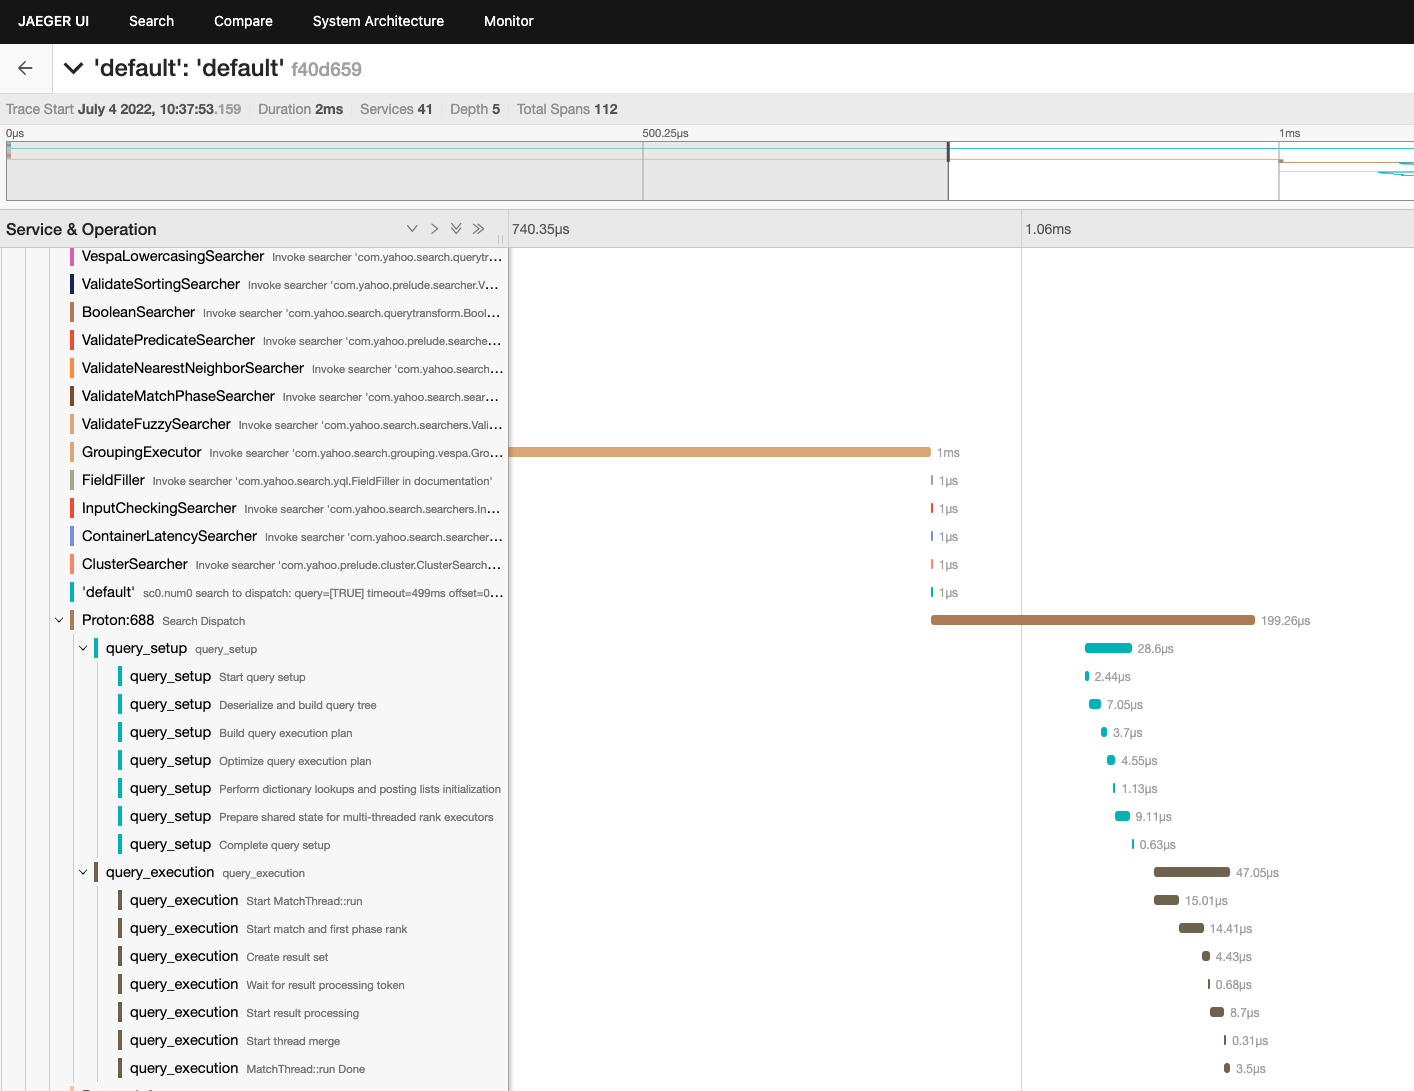 JAEGER UI Search Compare System Architecture Monitor
'default': 'default' f40d659
Trace Start July 4 2022, 10:37:53.159 Duration 2ms Services 41 Depth 5 Total Spans 112
0μs 500.25μs 1ms
Service & Operation 740.35μs 1.06ms
VespaLowercasingSearcher Invoke searcher 'com.yahoo.search.querytr...
ValidateSortingSearcher Invoke searcher 'com.yahoo.prelude.searcher.V...
BooleanSearcher Invoke searcher 'com.yahoo.search.querytransform.Bool...
ValidatePredicateSearcher Invoke searcher 'com.yahoo.prelude.searche...
ValidateNearestNeighborSearcher Invoke searcher 'com.yahoo.search...
ValidateMatchPhaseSearcher Invoke searcher 'com.yahoo.search.sear...
ValidateFuzzySearcher Invoke searcher 'com.yahoo.search.searchers.Vali...
GroupingExecutor Invoke searcher 'com.yahoo.search.grouping.vespa.Gro... 1ms
FieldFiller Invoke searcher 'com.yahoo.search.yql.FieldFiller in documentation' 1μs
InputCheckingSearcher Invoke searcher 'com.yahoo.search.searchers.In... 1μs
ContainerLatencySearcher Invoke searcher 'com.yahoo.search.searcher... 1μs
ClusterSearcher Invoke searcher 'com.yahoo.prelude.cluster.ClusterSearch... 1μs
'default' sc0.num0 search to dispatch: query=[TRUE] timeout=499ms offset=0... 1μs
Proton:688 Search Dispatch 199.26μs
query_setup query_setup 28.6μs
query_setup Start query setup 2.44μs
query_setup Deserialize and build query tree 7.05μs
query_setup Build query execution plan 3.7μs
query_setup Optimize query execution plan 4.55μs
query_setup Perform dictionary lookups and posting lists initialization 1.13μs
query_setup Prepare shared state for multi-threaded rank executors 9.11μs
query_setup Complete query setup 0.63μs
query_execution query_execution 47.05μs
query_execution Start MatchThread::run 15.01μs
query_execution Start match and first phase rank 14.41μs
query_execution Create result set 4.43μs
query_execution Wait for result processing token 0.68μs
query_execution Start result processing 8.7μs
query_execution Start thread merge 0.31μs
query_execution MatchThread::run Done 3.5μs